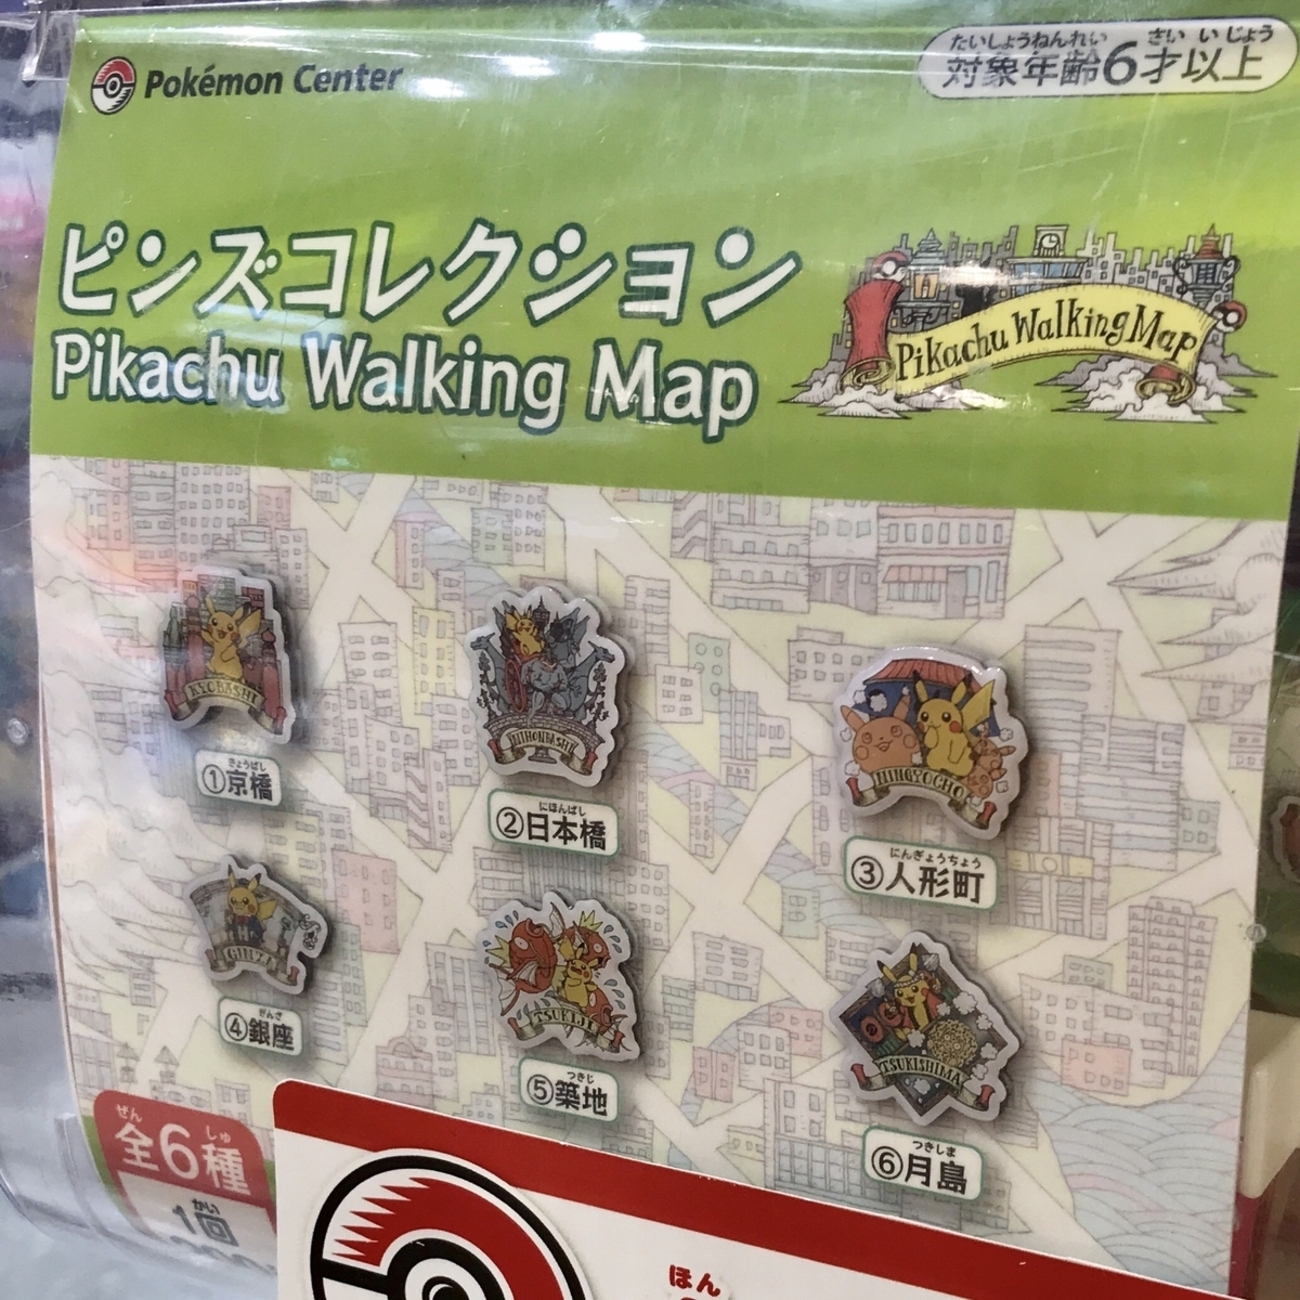 Pokémon Center
たいしょうねんれい さい い じょう
対象年齢6才以上
ピンズコレクション
Pikachu Walking Map
Pikachu Walking Map
KYOBASHI
きょうばし
①京橋
NIHONBASHI
にほんばし
②日本橋
NINGYOCHO
にんぎょうちょう
③人形町
GINZA
ぎんざ
④銀座
TSUKIJI
つきじ
⑤築地
TSUKISHIMA
つきしま
⑥月島
ぜん しゅ
全6種
かい
1回
ほん